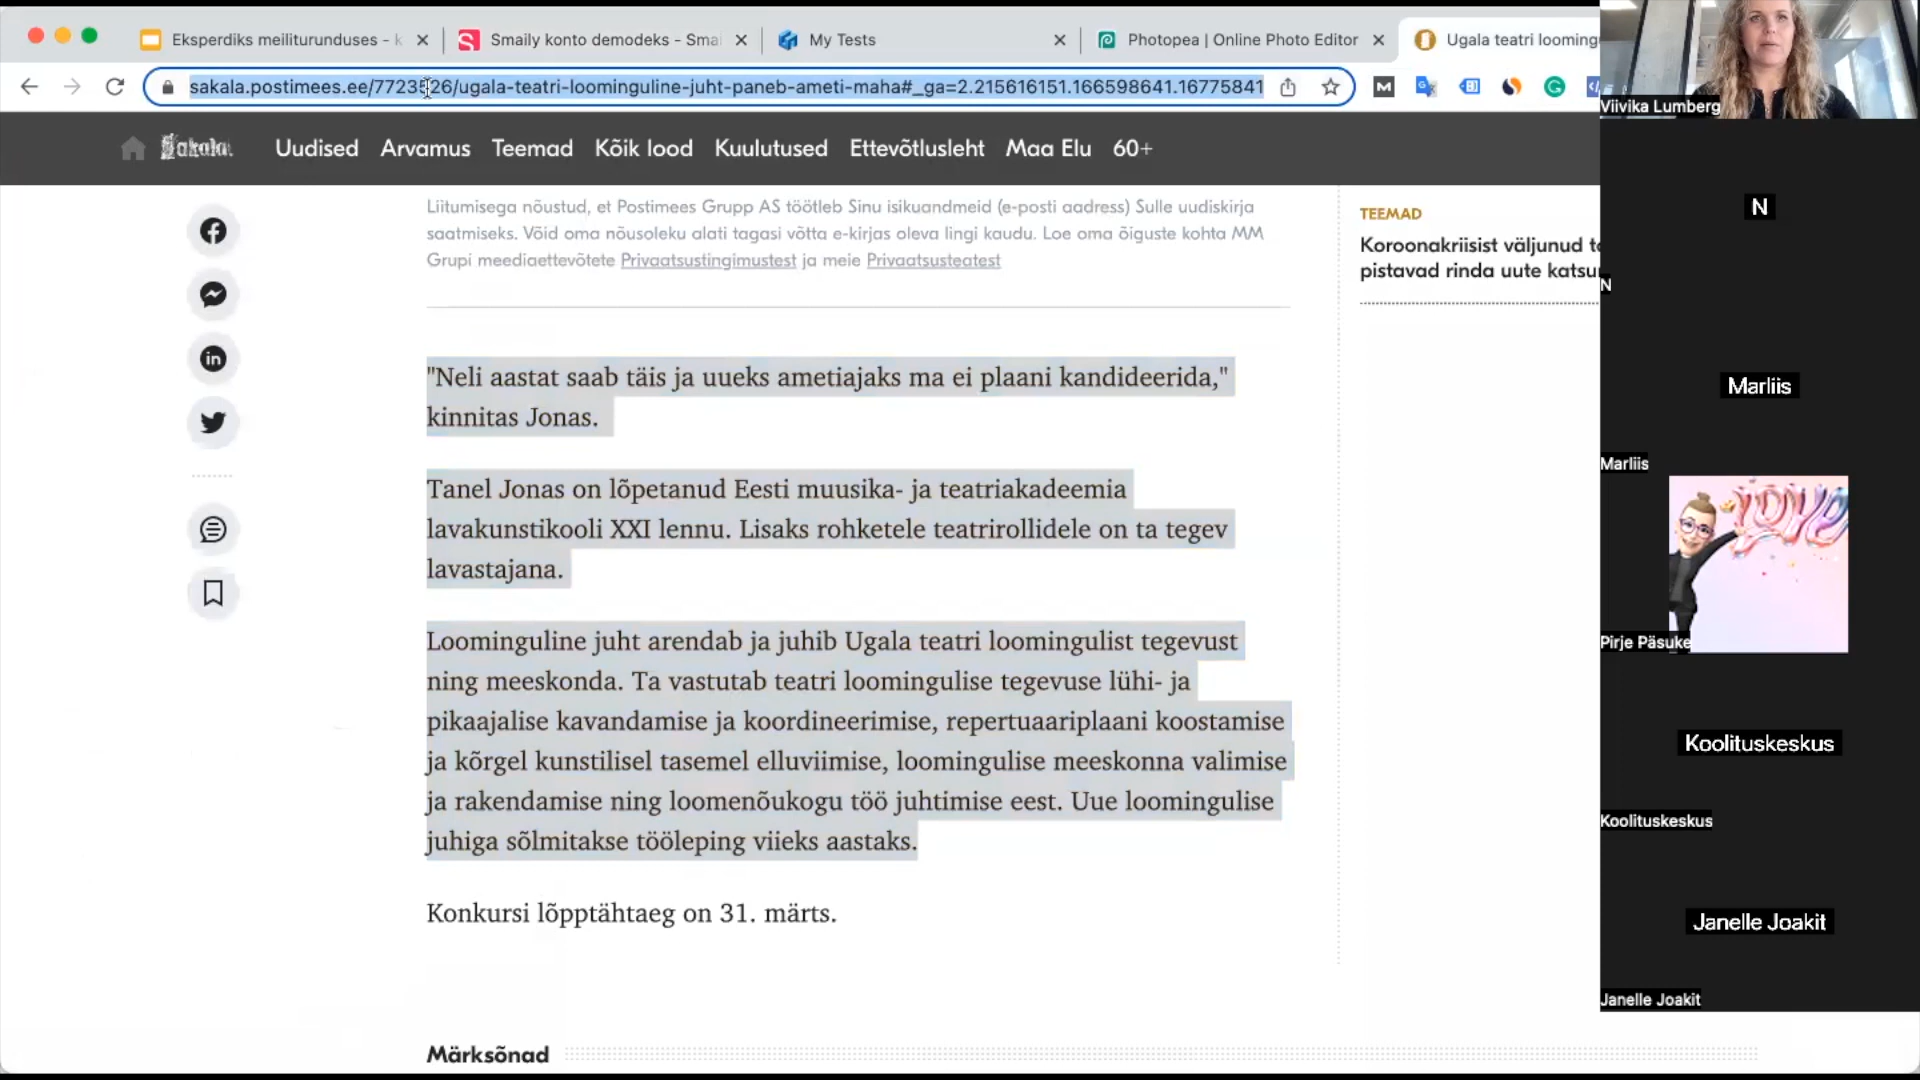 Eksperdiks meiliturunduses - k
Smaily konto demodeks - Smai
My Tests
Photopea | Online Photo Editor
Ugala teatri looming
sakala.postimees.ee/7723526/ugala-teatri-loominguline-juht-paneb-ameti-maha#_ga=2.215616151.166598641.16775841
Sakala.
Uudised
Arvamus
Teemad
Kõik lood
Kuulutused
Ettevõtlusleht
Maa Elu
60+
Liitumisega nõustud, et Postimees Grupp AS töötleb Sinu isikuandmeid (e-posti aadress) Sulle uudiskirja
saatmiseks. Võid oma nõusoleku alati tagasi võtta e-kirjas oleva lingi kaudu. Loe oma õiguste kohta MM
Grupi meediaettevõtete Privaatsustingimustest ja meie Privaatsusteatest
"Neli aastat saab täis ja uueks ametiajaks ma ei plaani kandideerida,"
kinnitas Jonas.
Tanel Jonas on lõpetanud Eesti muusika- ja teatriakadeemia
lavakunstikooli XXI lennu. Lisaks rohketele teatrirollidele on ta tegev
lavastajana.
Loominguline juht arendab ja juhib Ugala teatri loomingulist tegevust
ning meeskonda. Ta vastutab teatri loomingulise tegevuse lühi- ja
pikaajalise kavandamise ja koordineerimise, repertuaariplaani koostamise
ja kõrgel kunstilisel tasemel elluviimise, loomingulise meeskonna valimise
ja rakendamise ning loomenõukogu töö juhtimise eest. Uue loomingulise
juhiga sõlmitakse tööleping viieks aastaks.
Konkursi lõpptähtaeg on 31. märts.
Märksõnad
TEEMAD
Koroonakriisist väljunud te
pistavad rinda uute katsu
Viivika Lumberg
N
N
Marliis
Marliis
Pirje Päsuke
Koolituskeskus
Koolituskeskus
Janelle Joakit
Janelle Joakit